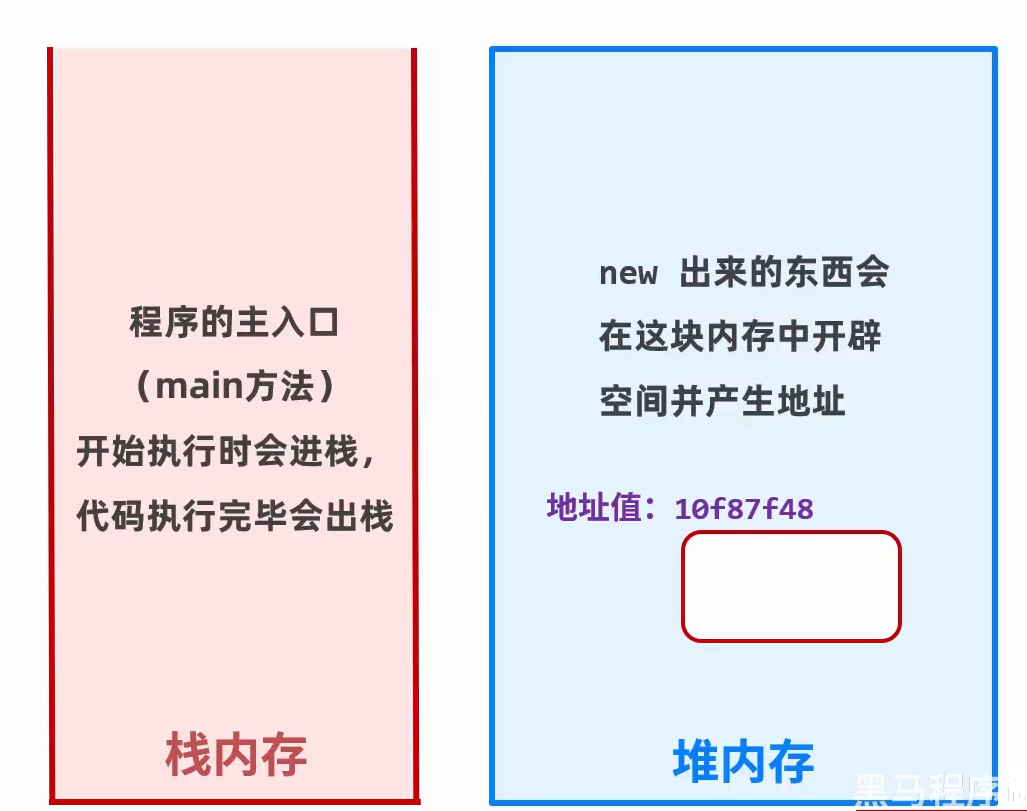 程序的主入口
（main方法）
开始执行时会进栈，
代码执行完毕会出栈
栈内存
new 出来的东西会
在这块内存中开辟
空间并产生地址
地址值：10f87f48
堆内存
黑马程序